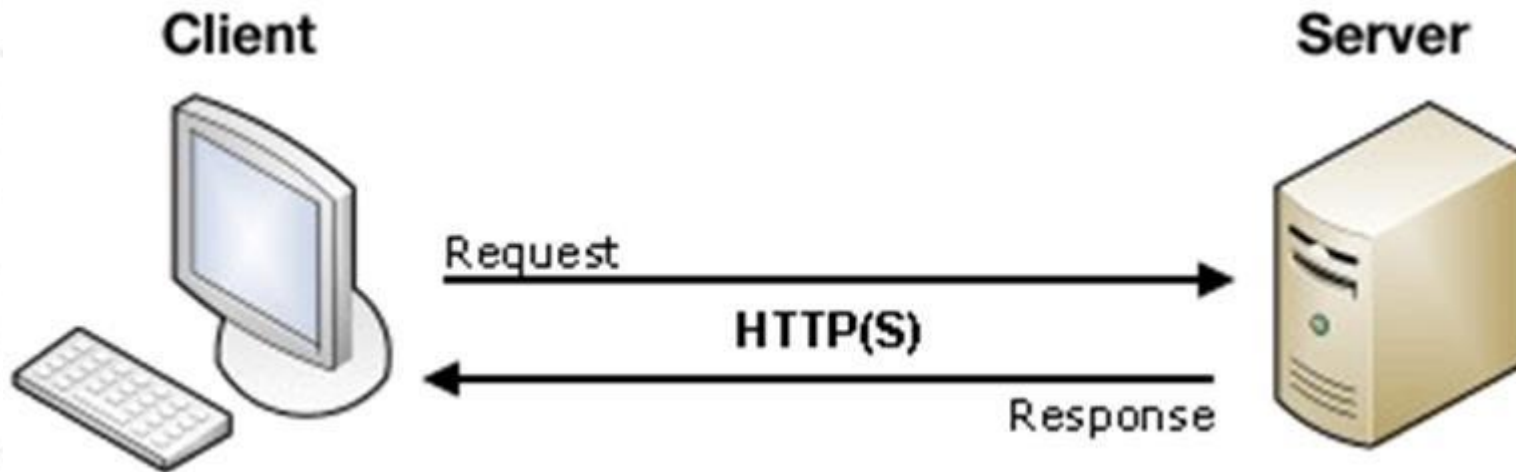 Client
Server
Request
HTTP(S)
Response